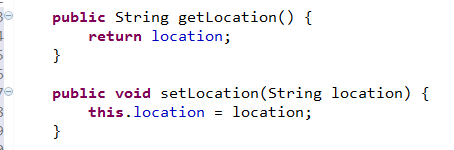 public String getLocation() {
    return location;
}
public void setLocation(String location) {
    this.location = location;
}